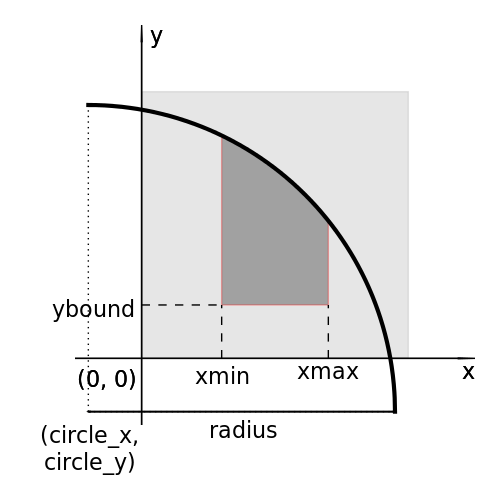 y
ybound
(0, 0)
xmin
xmax
x
(circle_x,
circle_y)
radius